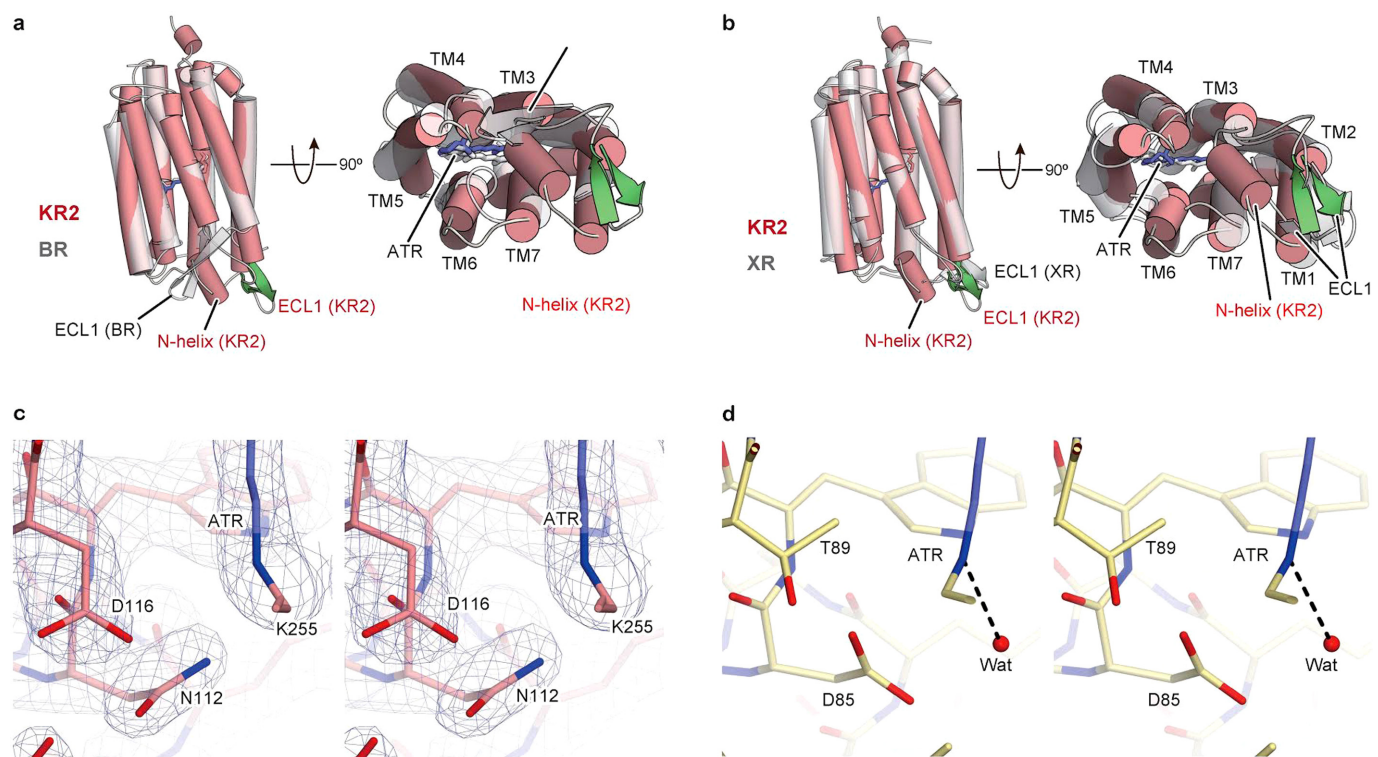 a
KR2
BR
ECL1 (BR)
N-helix (KR2)
ECL1 (KR2)
90º
TM4
TM3
TM5
ATR
TM6
TM7
N-helix (KR2)
b
KR2
XR
ECL1 (XR)
ECL1 (KR2)
N-helix (KR2)
90º
TM4
TM3
TM2
TM5
ATR
TM6
TM7
TM1
ECL1
N-helix (KR2)
c
ATR
D116
K255
N112
ATR
D116
K255
N112
d
T89
ATR
Wat
D85
T89
ATR
Wat
D85